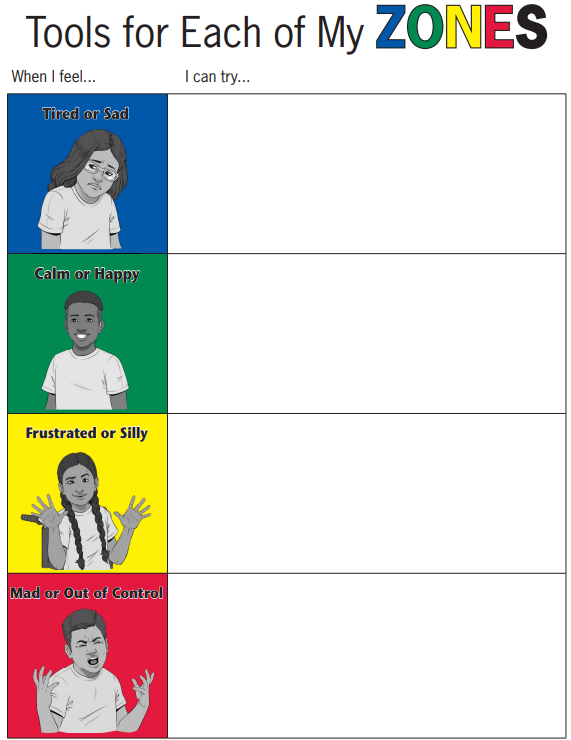 Tools for Each of My ZONES
When I feel... I can try...
Tired or Sad
Calm or Happy
Frustrated or Silly
Mad or Out of Control